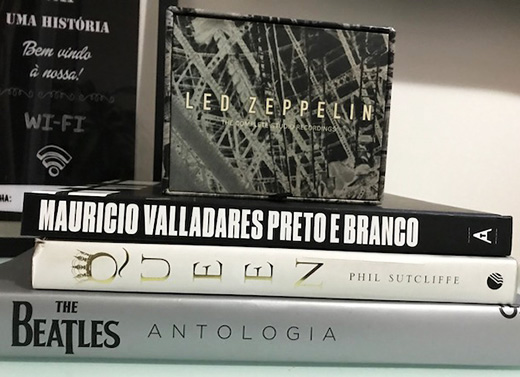 UMA HISTÓRIA
Bem vindo
à nossa!
WI-FI
LED ZEPPELIN
THE COMPLETE STUDIO RECORDINGS
MAURICIO VALLADARES PRETO E BRANCO
A
QUEEN PHIL SUTCLIFFE
THE
BEATLES ANTOLOGIA